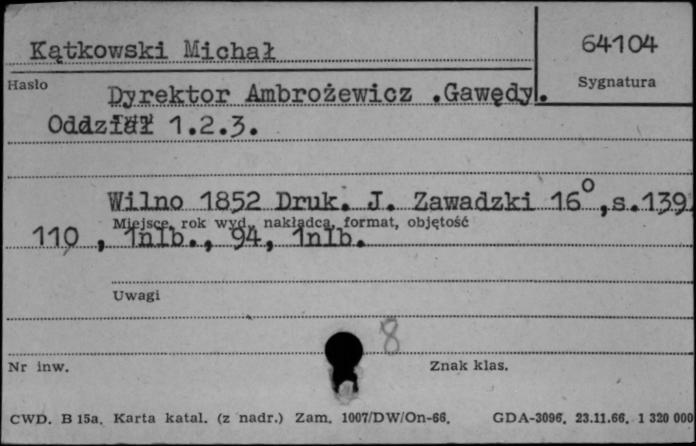 Kątkowski Michał
64104
Hasło
Sygnatura
Dyrektor Ambrożewicz .Gawędy.
Oddział 1.2.3.
Wilno 1852 Druk. J. Zawadzki 16°,s.139,
Miejsce, rok wyd., nakładca, format, objętość
110 , 1nlb., 94, 1nlb.
Uwagi
8
Nr inw.
Znak klas.
CWD. B 15a. Karta katal. (z nadr.) Zam. 1007/DW/On-66. GDA-3096. 23.11.66. 1 320 000